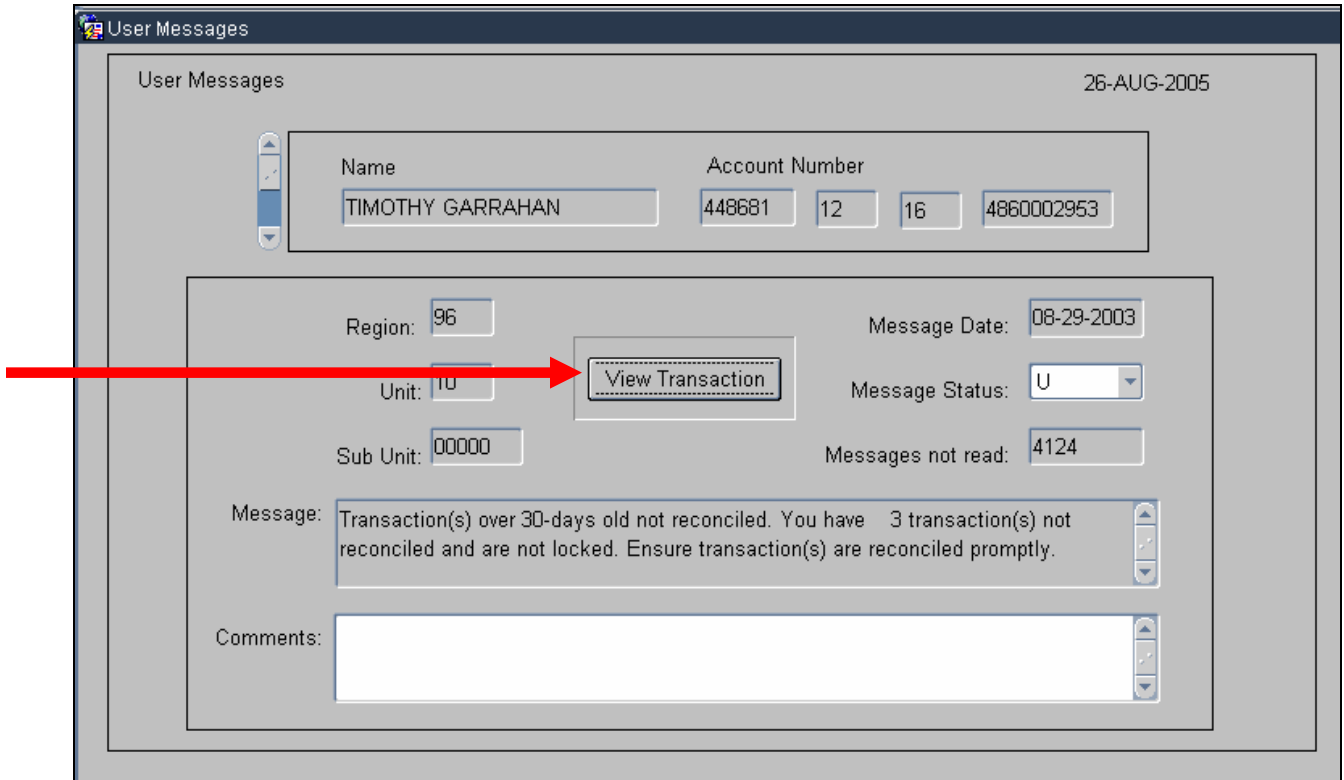 User Messages
User Messages 26-AUG-2005
Name Account Number
TIMOTHY GARRAHAN 448681 12 16 4860002953
Region: 96 Message Date: 08-29-2003
Unit: 10 View Transaction Message Status: U
Sub Unit: 00000 Messages not read: 4124
Message: Transaction(s) over 30-days old not reconciled. You have 3 transaction(s) not
reconciled and are not locked. Ensure transaction(s) are reconciled promptly.
Comments: